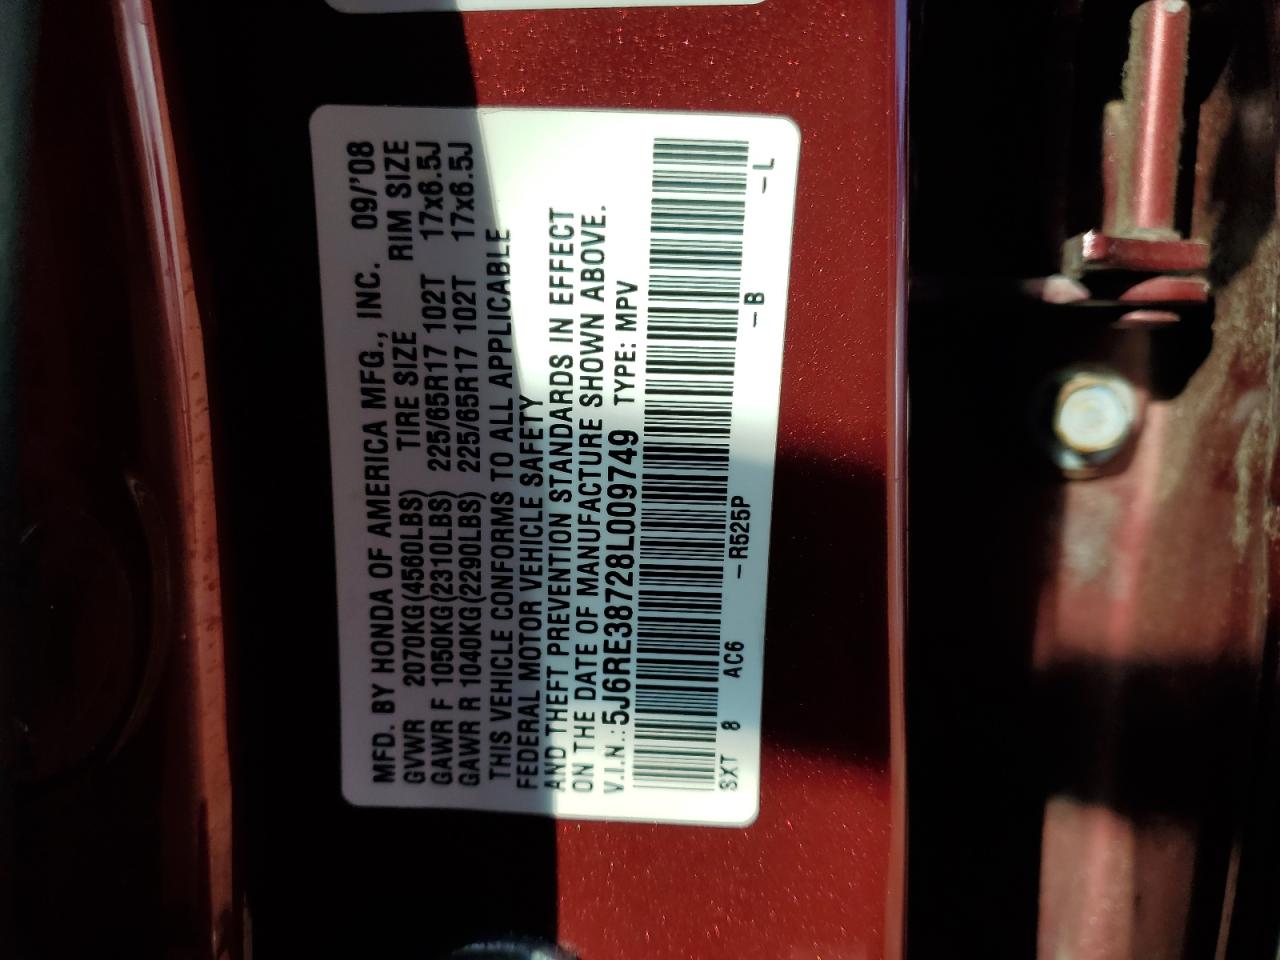 MFD. BY HONDA OF AMERICA MFG., INC. 09/'08
GVWR 2070KG(4560LBS) TIRE SIZE RIM SIZE
GAWR F 1050KG(2310LBS) 225/65R17 102T 17x6.5J
GAWR R 1040KG(2290LBS) 225/65R17 102T 17x6.5J
THIS VEHICLE CONFORMS TO ALL APPLICABLE
FEDERAL MOTOR VEHICLE SAFETY
AND THEFT PREVENTION STANDARDS IN EFFECT
ON THE DATE OF MANUFACTURE SHOWN ABOVE.
V.I.N.: 5J6RE38728L009749 TYPE: MPV
SXT 8 AC6 -R525P -B -L